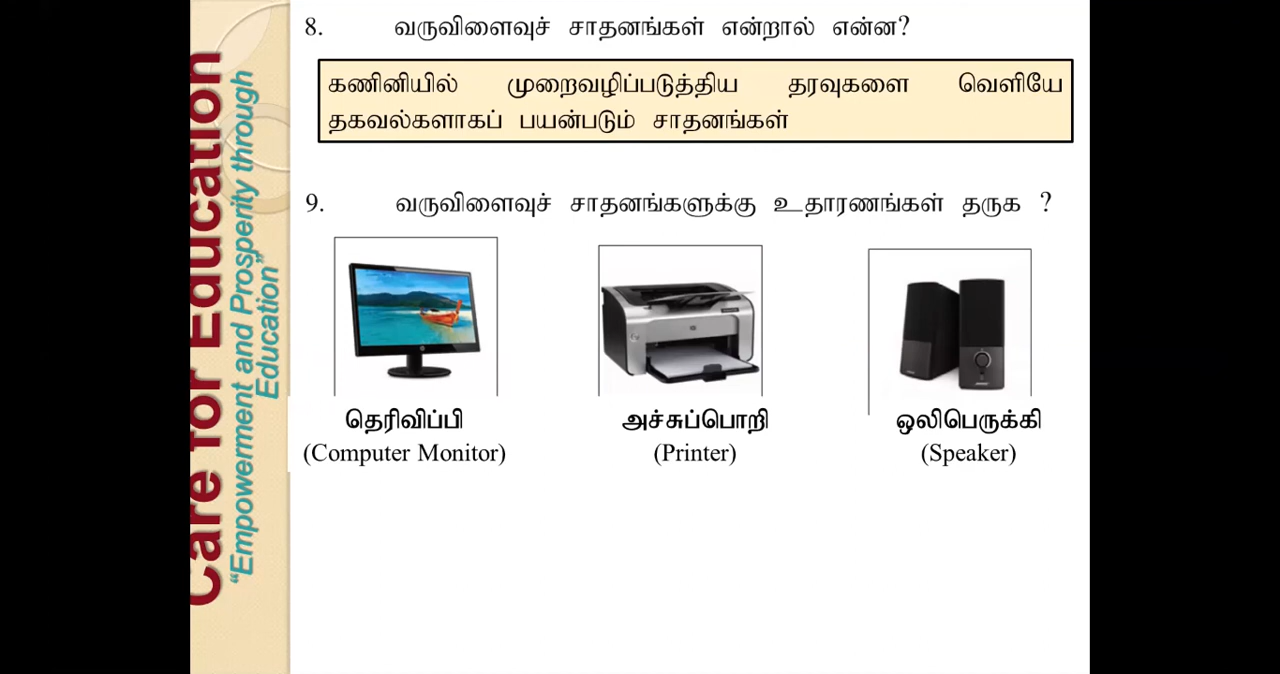 Care for Education
“Empowerment and Prosperity through
Education”
8. வருவிளைவுச் சாதனங்கள் என்றால் என்ன?
கணினியில் முறைவழிப்படுத்திய தரவுகளை வெளியே
தகவல்களாகப் பயன்படும் சாதனங்கள்
9. வருவிளைவுச் சாதனங்களுக்கு உதாரணங்கள் தருக ?
தெரிவிப்பி அச்சுப்பொறி ஒலிபெருக்கி
(Computer Monitor) (Printer) (Speaker)